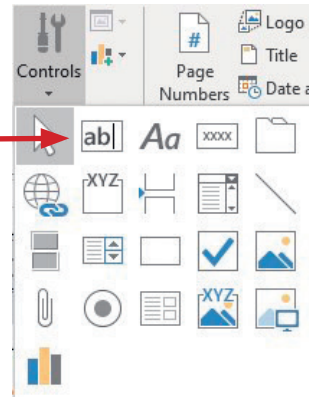 Logo
#
Title
Controls
Page
Numbers
Date a
ab
Aa
xxxx
XYZ
XYZ